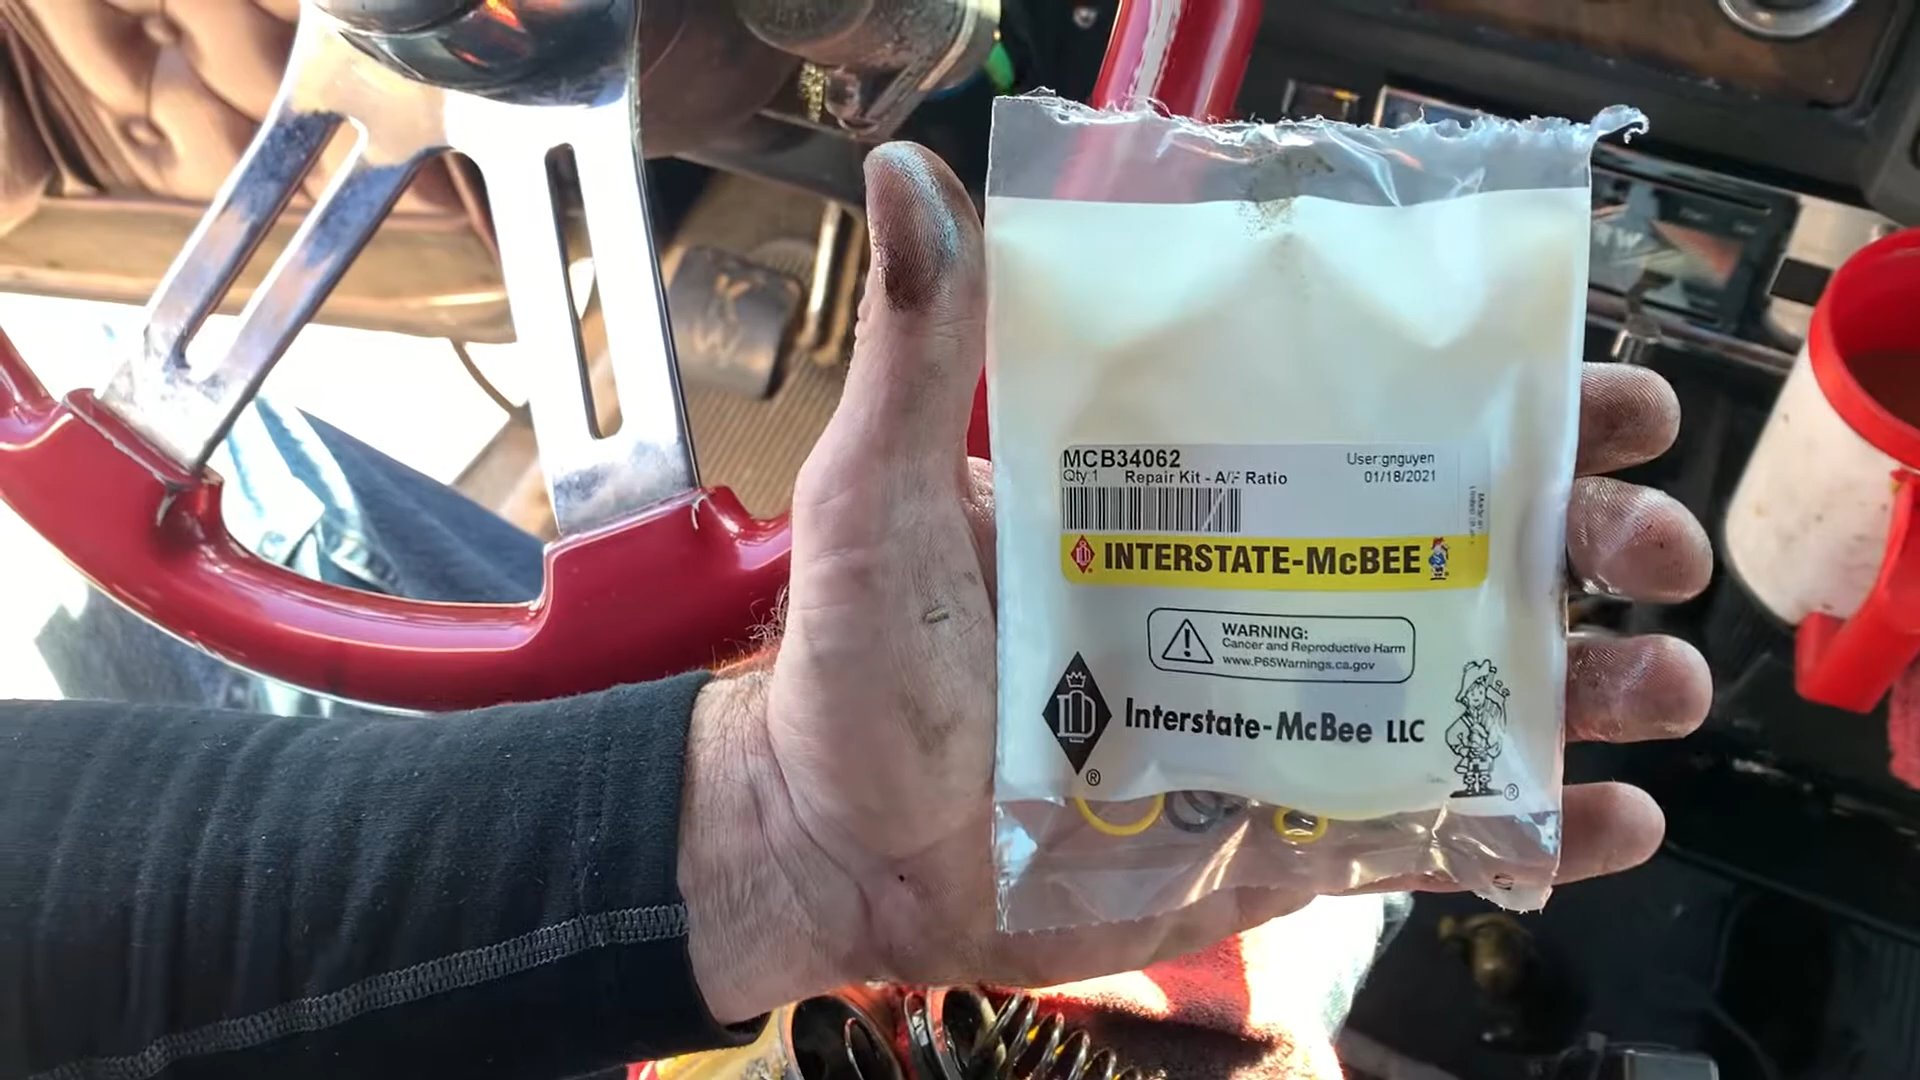 K
W
RW
MCB34062
User:gnguyen
Qty:1 Repair Kit - A/F Ratio
01/18/2021
INTERSTATE-McBEE
WARNING:
Cancer and Reproductive Harm
www.P65Warnings.ca.gov
Interstate-McBee LLC
®
®